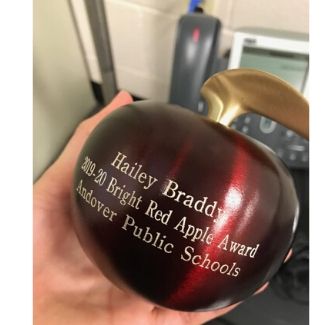 Hailey Braddy
2019-20 Bright Red Apple Award
Andover Public Schools